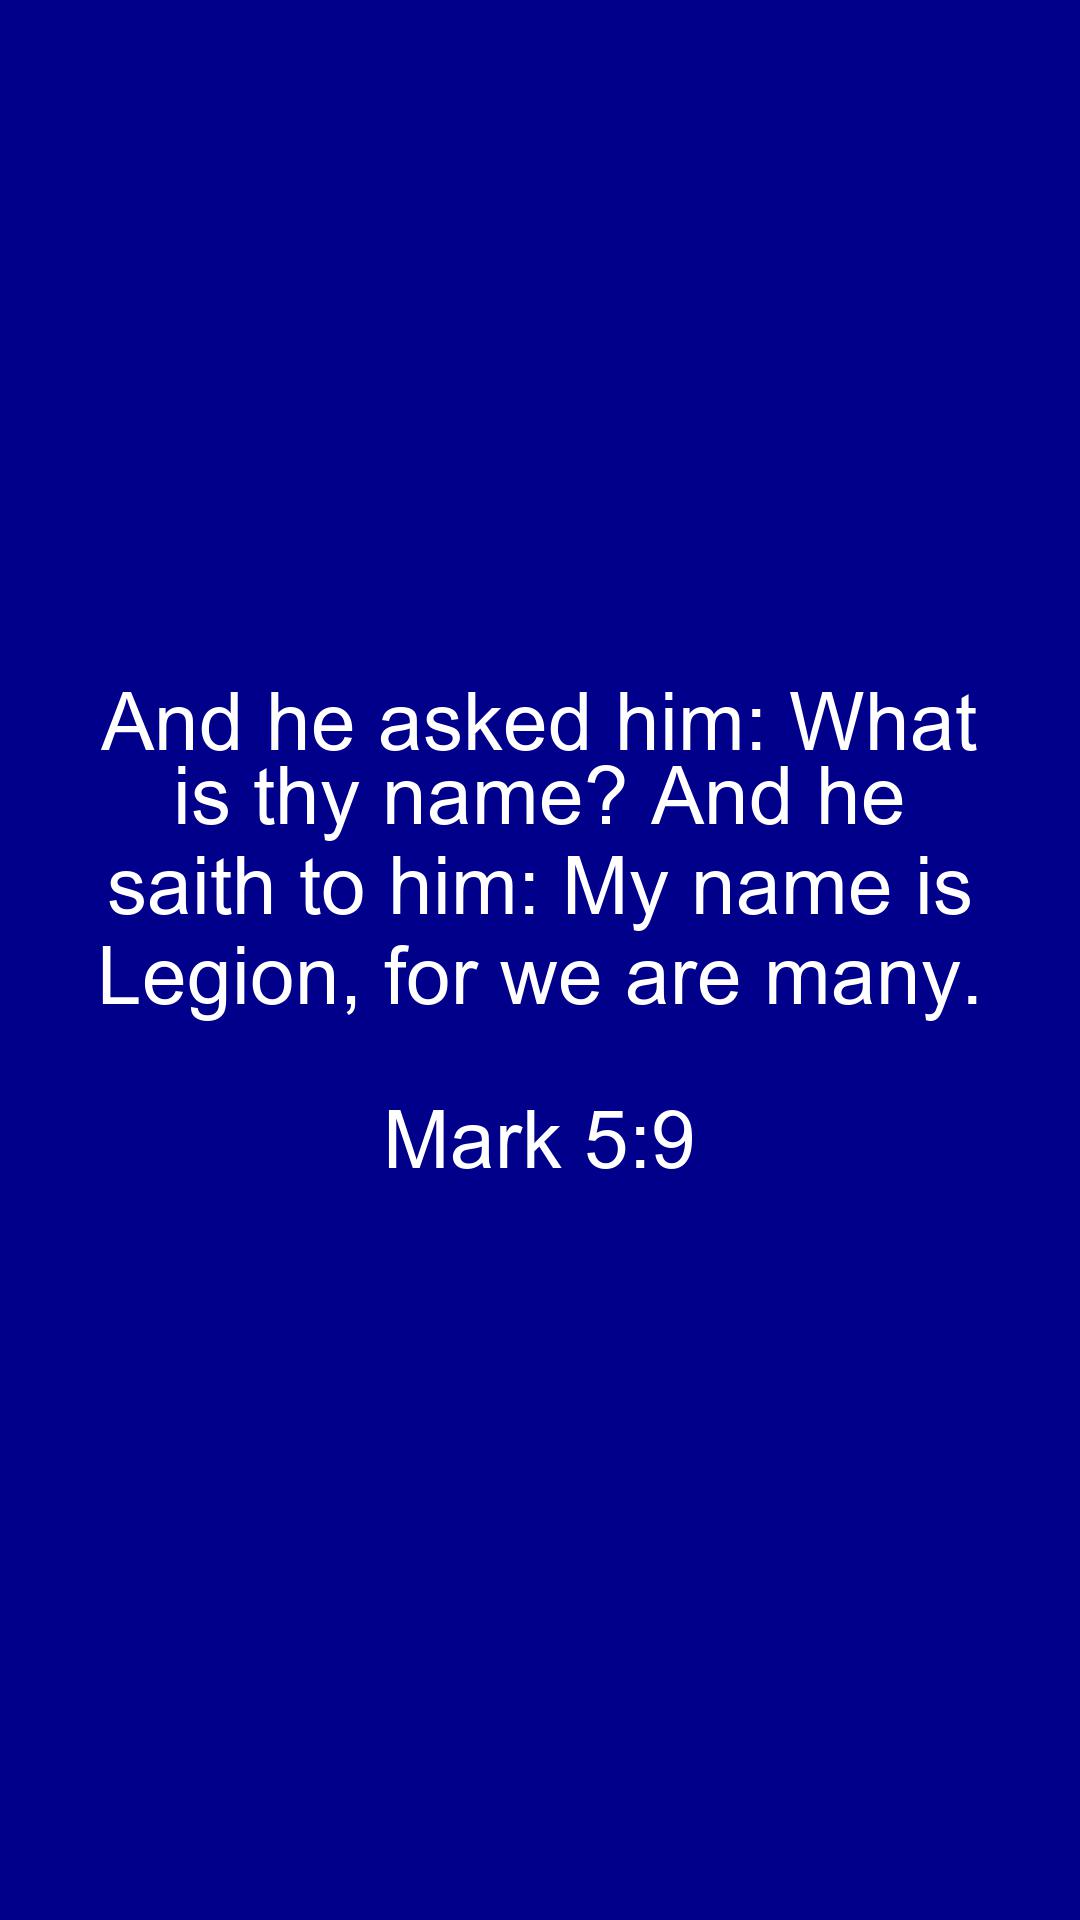 And he asked him: What
is thy name? And he
saith to him: My name is
Legion, for we are many.
Mark 5:9